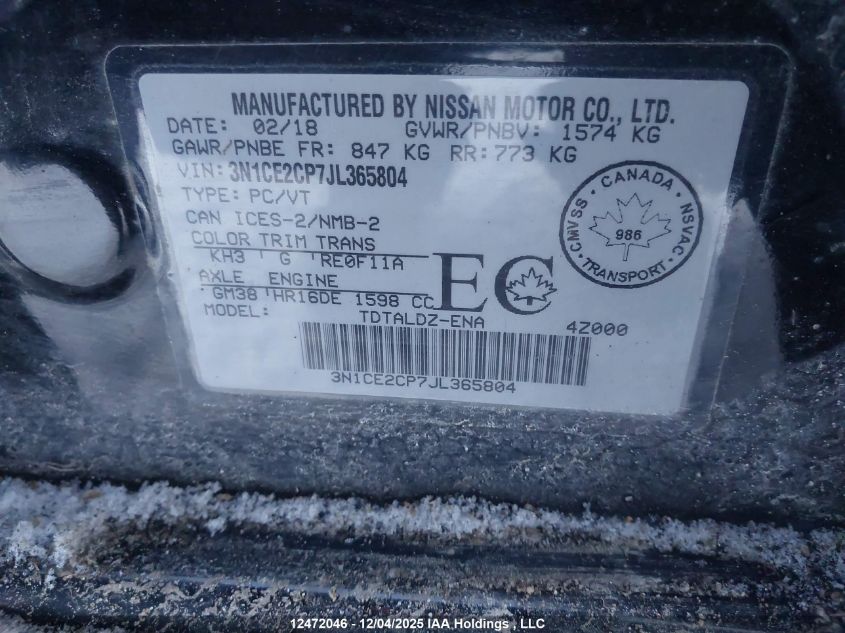 MANUFACTURED BY NISSAN MOTOR CO., LTD.
DATE: 02/18 GVWR/PNBV: 1574 KG
GAWR/PNBE FR: 847 KG RR: 773 KG
VIN: 3N1CE2CP7JL365804
TYPE: PC/VT
CAN ICES-2/NMB-2
COLOR TRIM TRANS
KH3 G RE0F11A
AXLE ENGINE
GM38 HR16DE 1598 CC
MODEL: TDTALDZ-ENA 4Z000
EC
CANADA
CMVSS NSVAC
986
TRANSPORT
3N1CE2CP7JL365804
12472046 - 12/04/2025 IAA Holdings , LLC